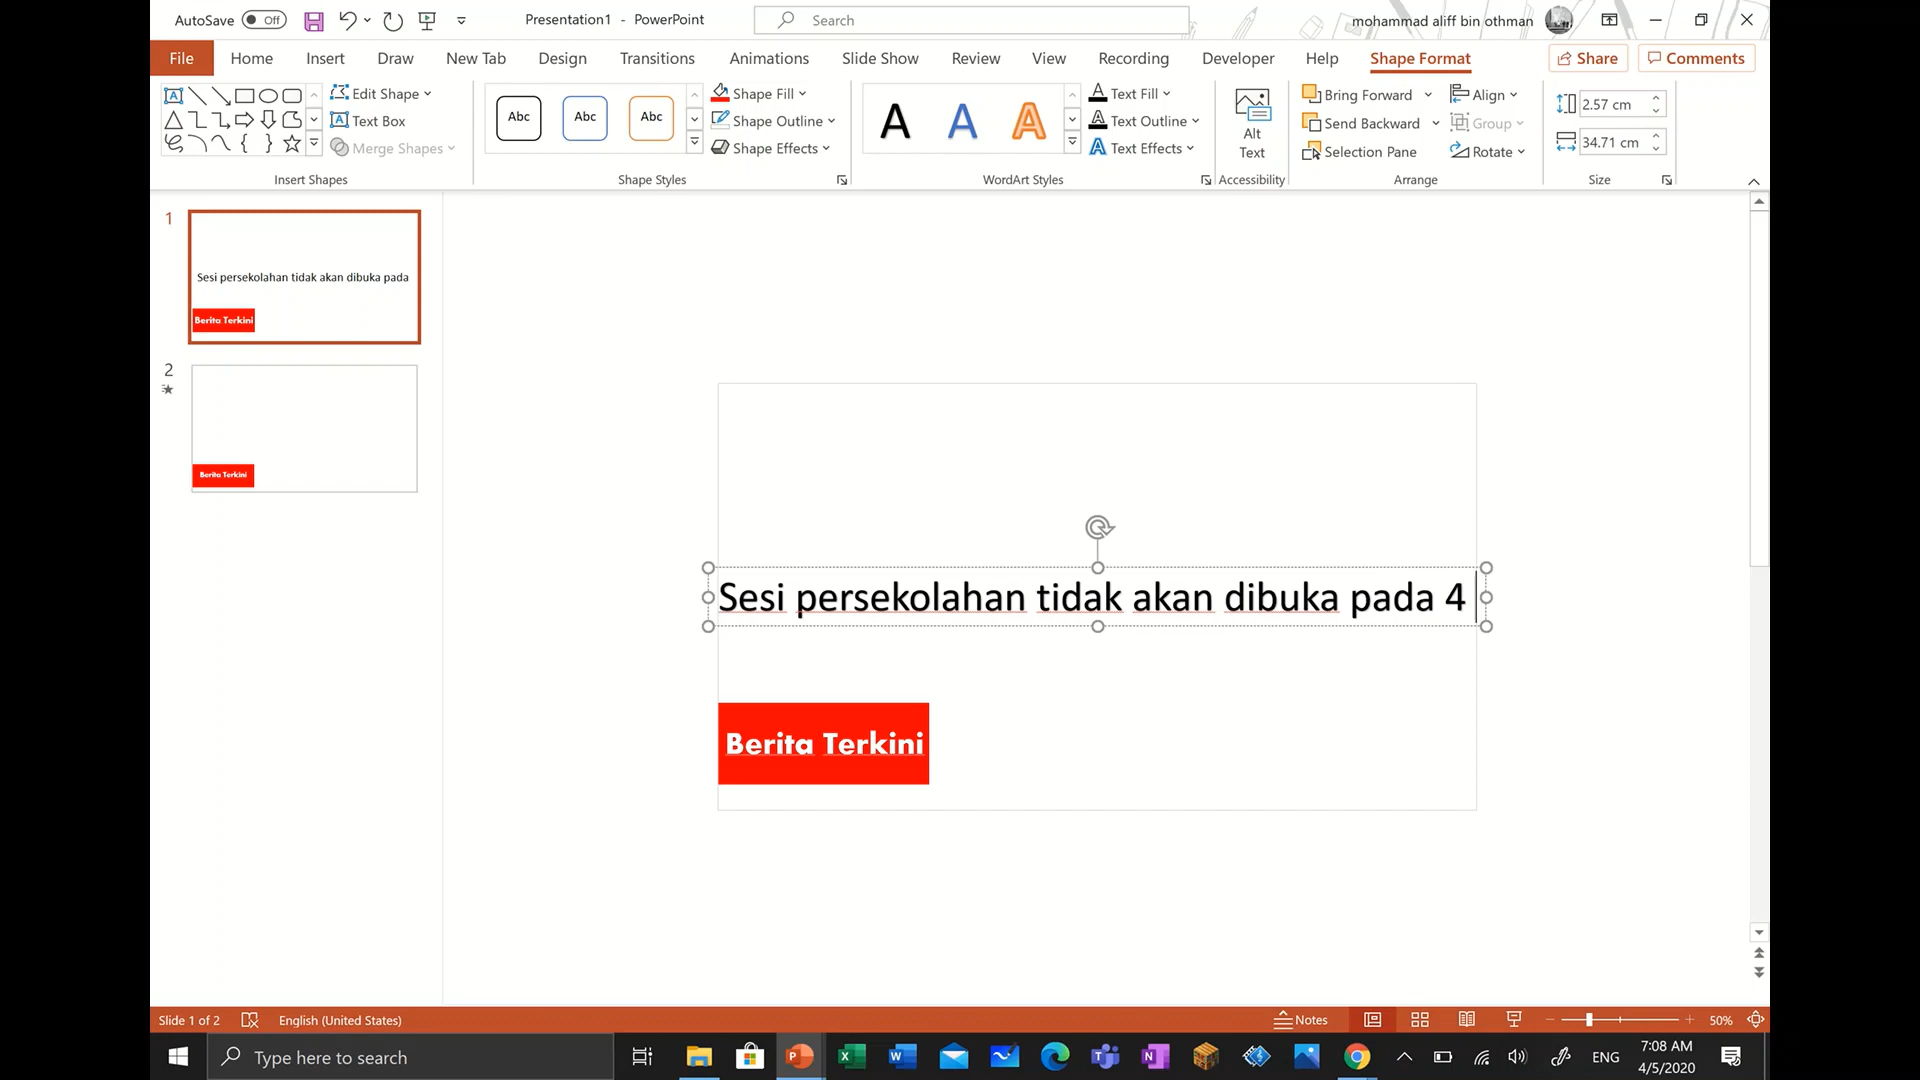 AutoSave Off Presentation1 - PowerPoint Search mohammad aliff bin othman
File Home Insert Draw New Tab Design Transitions Animations Slide Show Review View Recording Developer Help Shape Format Share Comments
Edit Shape
Text Box
Merge Shapes
Insert Shapes
Abc Abc Abc
Shape Fill
Shape Outline
Shape Effects
Shape Styles
A A A
Text Fill
Text Outline
Text Effects
WordArt Styles
Alt
Text
Accessibility
Bring Forward
Send Backward
Selection Pane
Align
Group
Rotate
Arrange
2.57 cm
34.71 cm
Size
1
Sesi persekolahan tidak akan dibuka pada
Berita Terkini
2
Berita Terkini
Sesi persekolahan tidak akan dibuka pada 4
Berita Terkini
Slide 1 of 2 English (United States) Notes 50%
Type here to search ENG 7:08 AM
4/5/2020